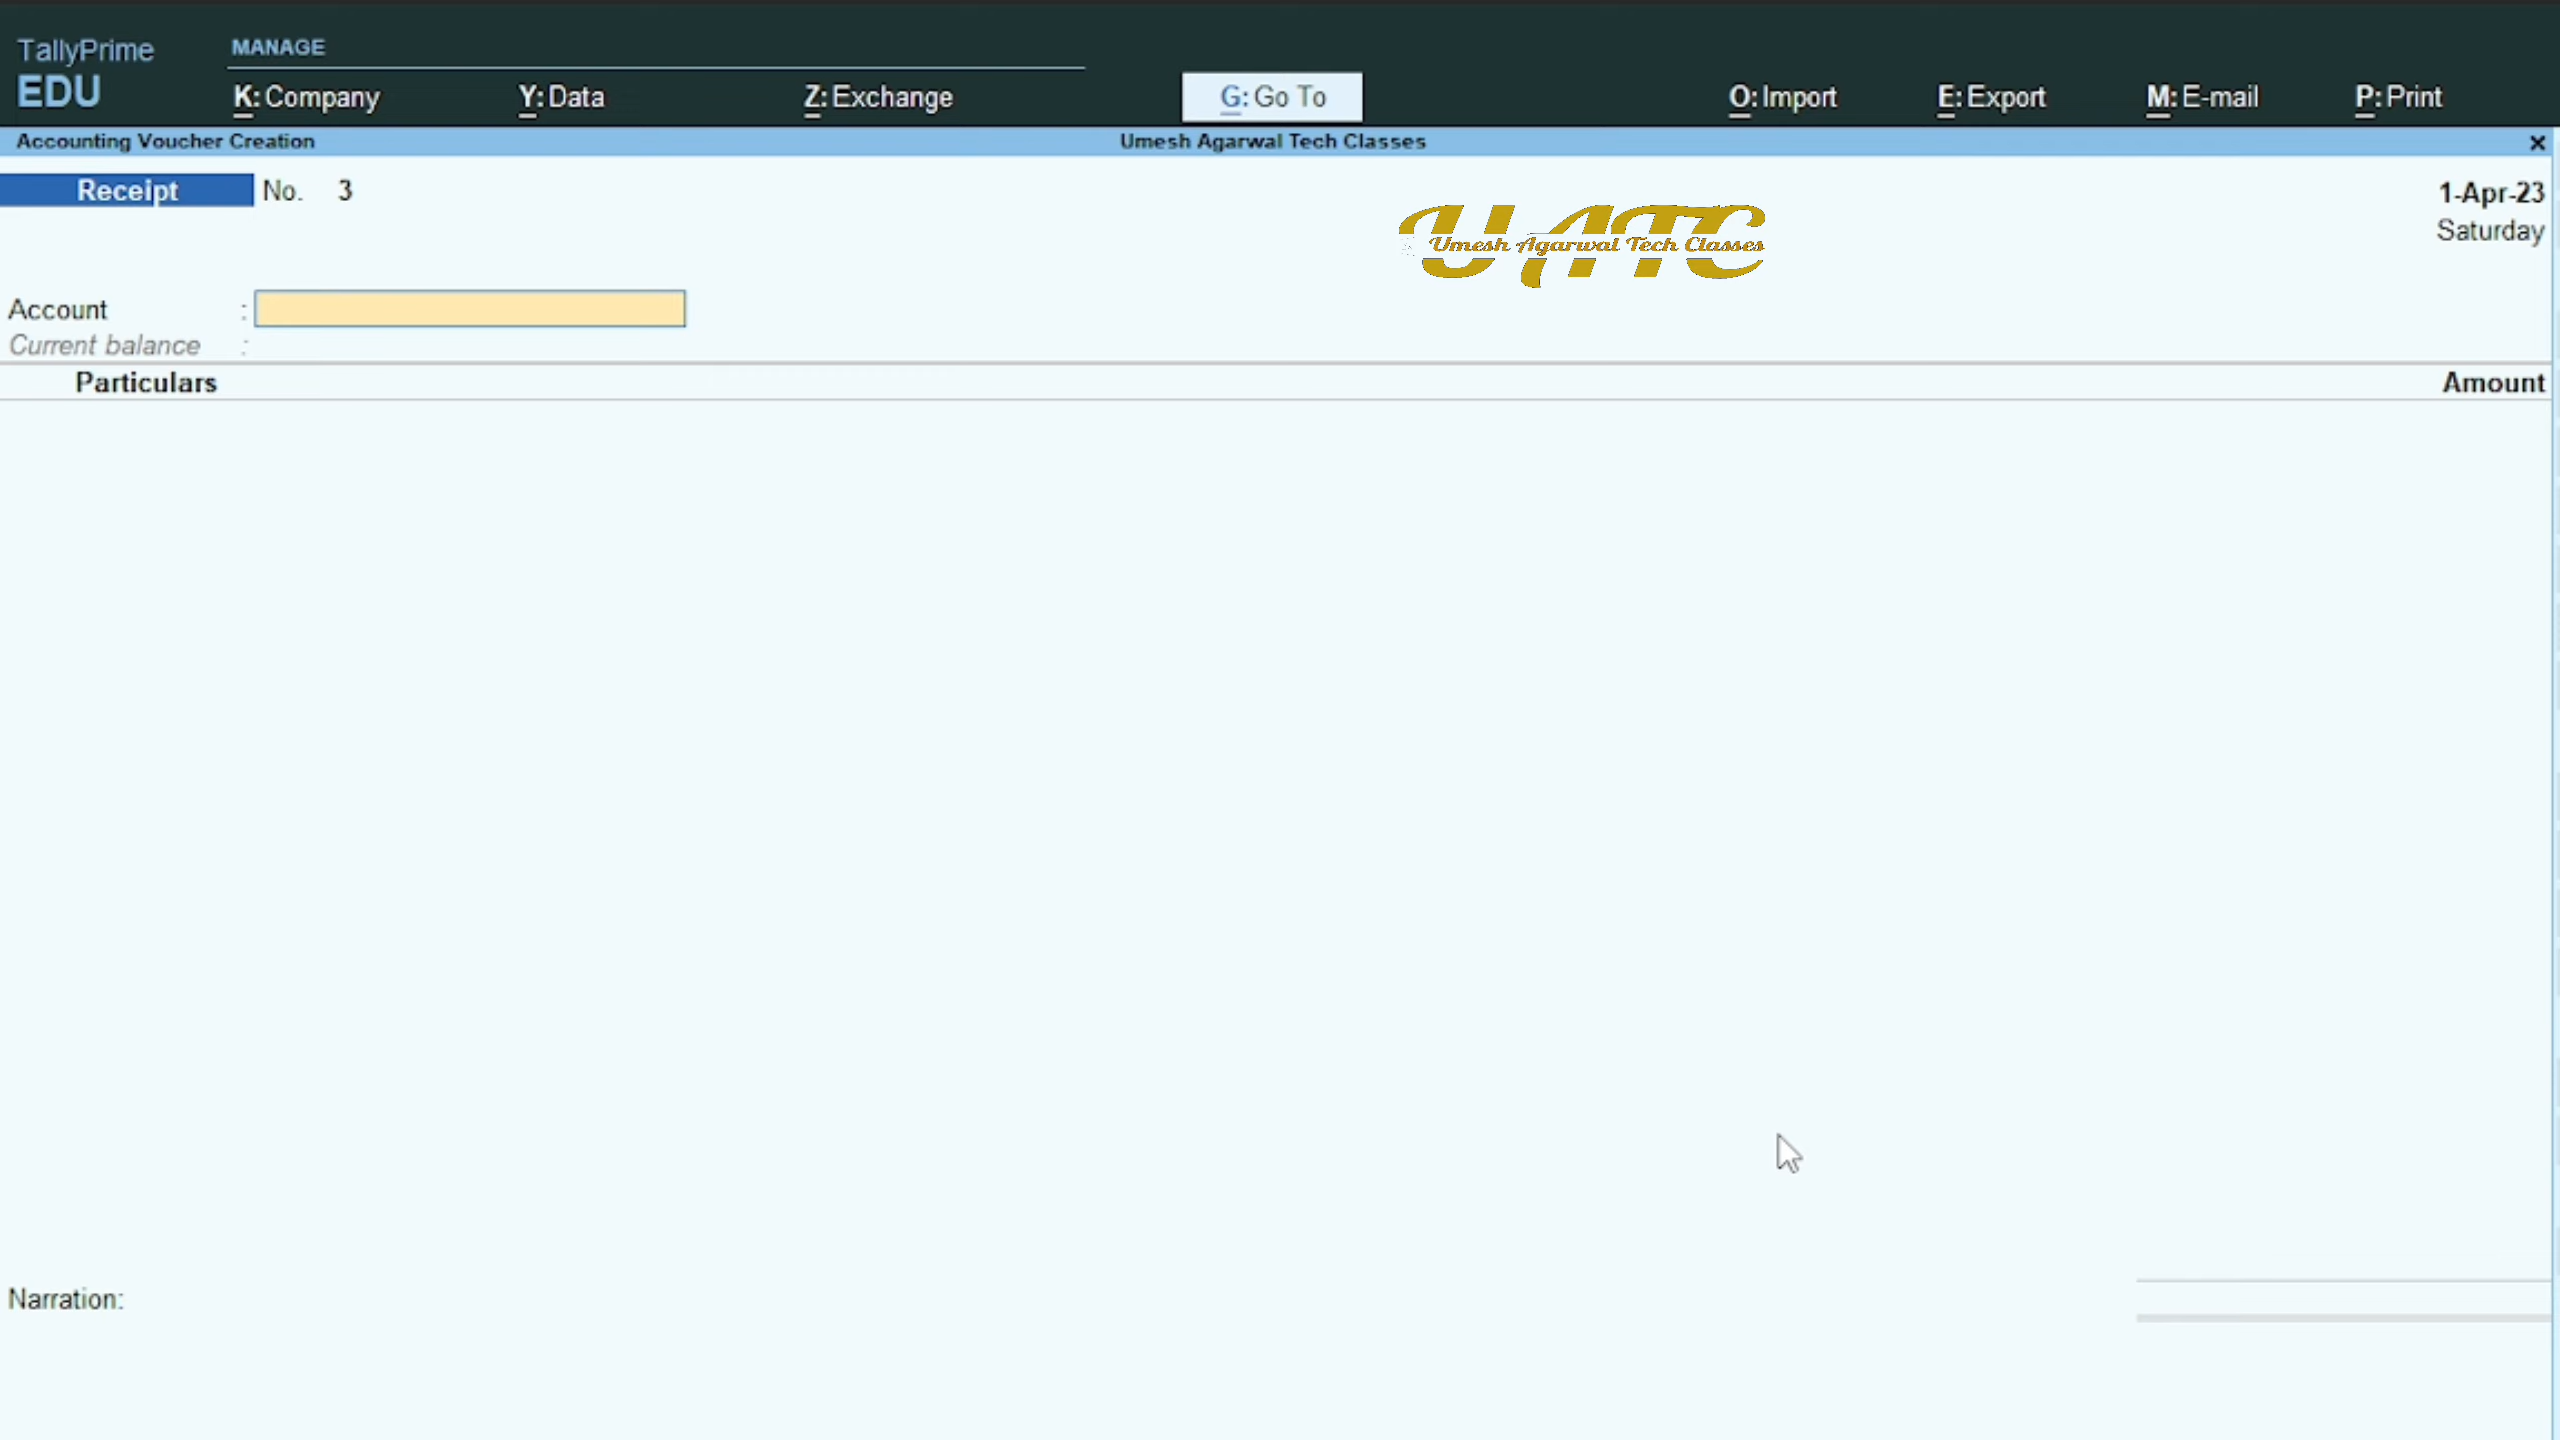 TallyPrime
EDU
MANAGE
K: Company
Y: Data
Z: Exchange
G: Go To
O: Import
E: Export
M: E-mail
P: Print
Accounting Voucher Creation
Umesh Agarwal Tech Classes
×
Receipt No. 3
1-Apr-23
Saturday
UATC
Umesh Agarwal Tech Classes
Account :
Current balance :
Particulars
Amount
Narration: